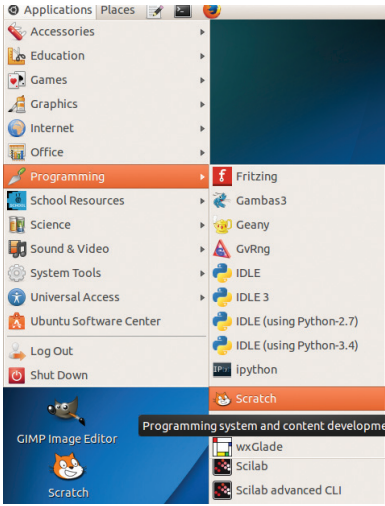 Applications Places
Accessories
Education
Games
Graphics
Internet
Office
Programming
School Resources
Science
Sound & Video
System Tools
Universal Access
Ubuntu Software Center
Log Out
Shut Down
Fritzing
Gambas3
Geany
GvRng
IDLE
IDLE 3
IDLE (using Python-2.7)
IDLE (using Python-3.4)
ipython
Scratch
Programming system and content developme
wxGlade
Scilab
Scilab advanced CLI
GIMP Image Editor
Scratch